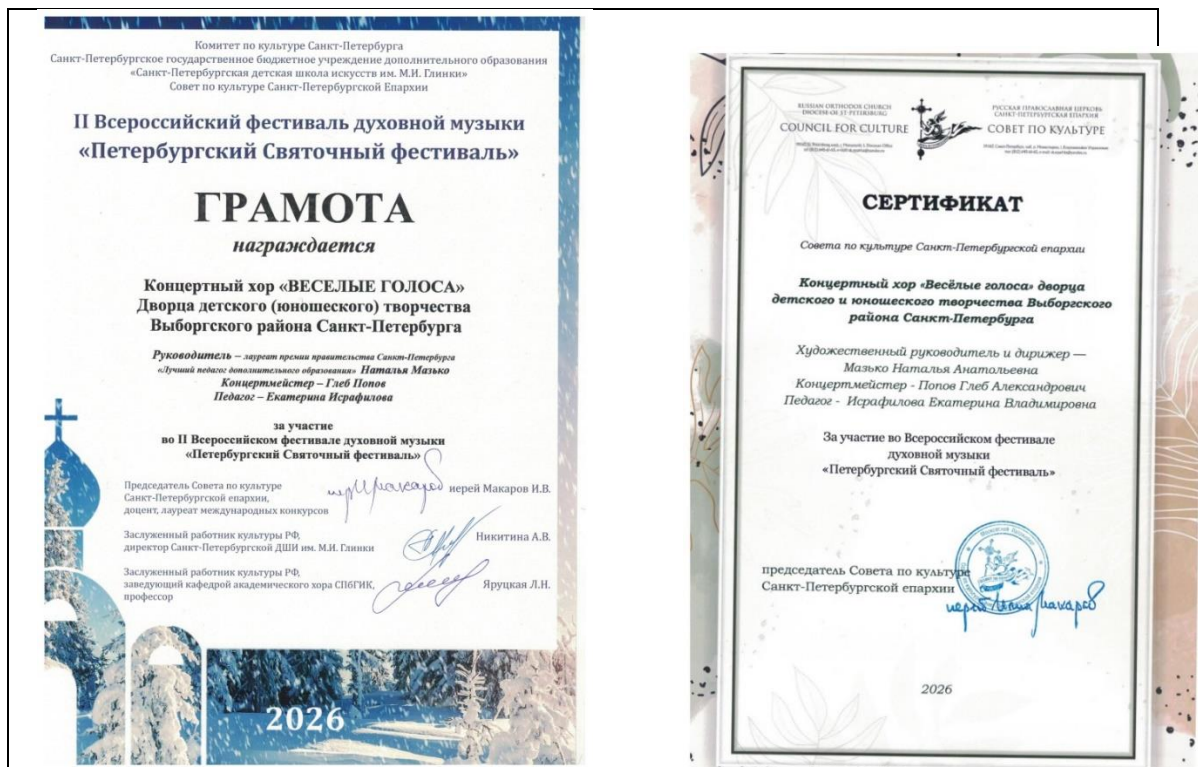 Комитет по культуре Санкт-Петербурга
Санкт-Петербургское государственное бюджетное учреждение дополнительного образования
«Санкт-Петербургская детская школа искусств им. М.И. Глинки»
Совет по культуре Санкт-Петербургской Епархии
II Всероссийский фестиваль духовной музыки
«Петербургский Святочный фестиваль»
ГРАМОТА
награждается
Концертный хор «ВЕСЕЛЫЕ ГОЛОСА»
Дворца детского (юношеского) творчества
Выборгского района Санкт-Петербурга
Руководитель – лауреат премии правительства Санкт-Петербурга
«Лучший педагог дополнительного образования» Наталья Мазько
Концертмейстер – Глеб Попов
Педагог – Екатерина Исрафилова
за участие
во II Всероссийском фестивале духовной музыки
«Петербургский Святочный фестиваль»
Председатель Совета по культуре
Санкт-Петербургской епархии,
доцент, лауреат международных конкурсов
иерей Макаров И.В.
Заслуженный работник культуры РФ,
директор Санкт-Петербургской ДШИ им. М.И. Глинки
Никитина А.В.
Заслуженный работник культуры РФ,
заведующий кафедрой академического хора СПбГИК,
профессор
Яруцкая Л.Н.
2026
RUSSIAN ORTHODOX CHURCH
DIOCESE OF ST PETERSBURG
COUNCIL FOR CULTURE
РУССКАЯ ПРАВОСЛАВНАЯ ЦЕРКОВЬ
САНКТ-ПЕТЕРБУРГСКАЯ ЕПАРХИЯ
СОВЕТ ПО КУЛЬТУРЕ
СЕРТИФИКАТ
Совета по культуре Санкт-Петербургской епархии
Концертный хор «Весёлые голоса» дворца
детского и юношеского творчества Выборгского
района Санкт-Петербурга
Художественный руководитель и дирижер —
Мазько Наталья Анатольевна
Концертмейстер - Попов Глеб Александрович
Педагог - Исрафилова Екатерина Владимировна
За участие во Всероссийском фестивале
духовной музыки
«Петербургский Святочный фестиваль»
председатель Совета по культуре
Санкт-Петербургской епархии
иерей Илия Макаров
2026